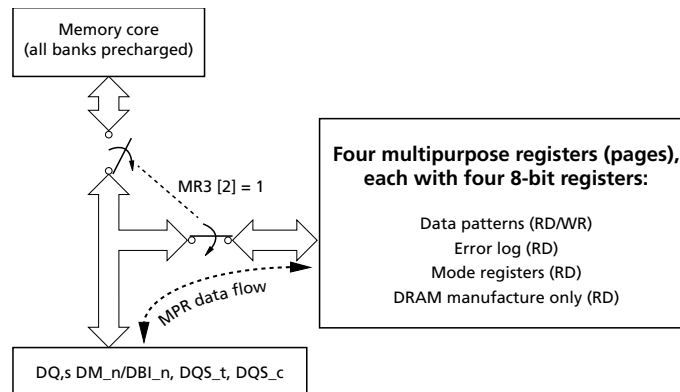 Memory core
(all banks precharged)
Four multipurpose registers (pages),
each with four 8-bit registers:
Data patterns (RD/WR)
Error log (RD)
Mode registers (RD)
DRAM manufacture only (RD)
MR3 [2] = 1
MPR data flow
DQ,s DM_n/DBI_n, DQS_t, DQS_c